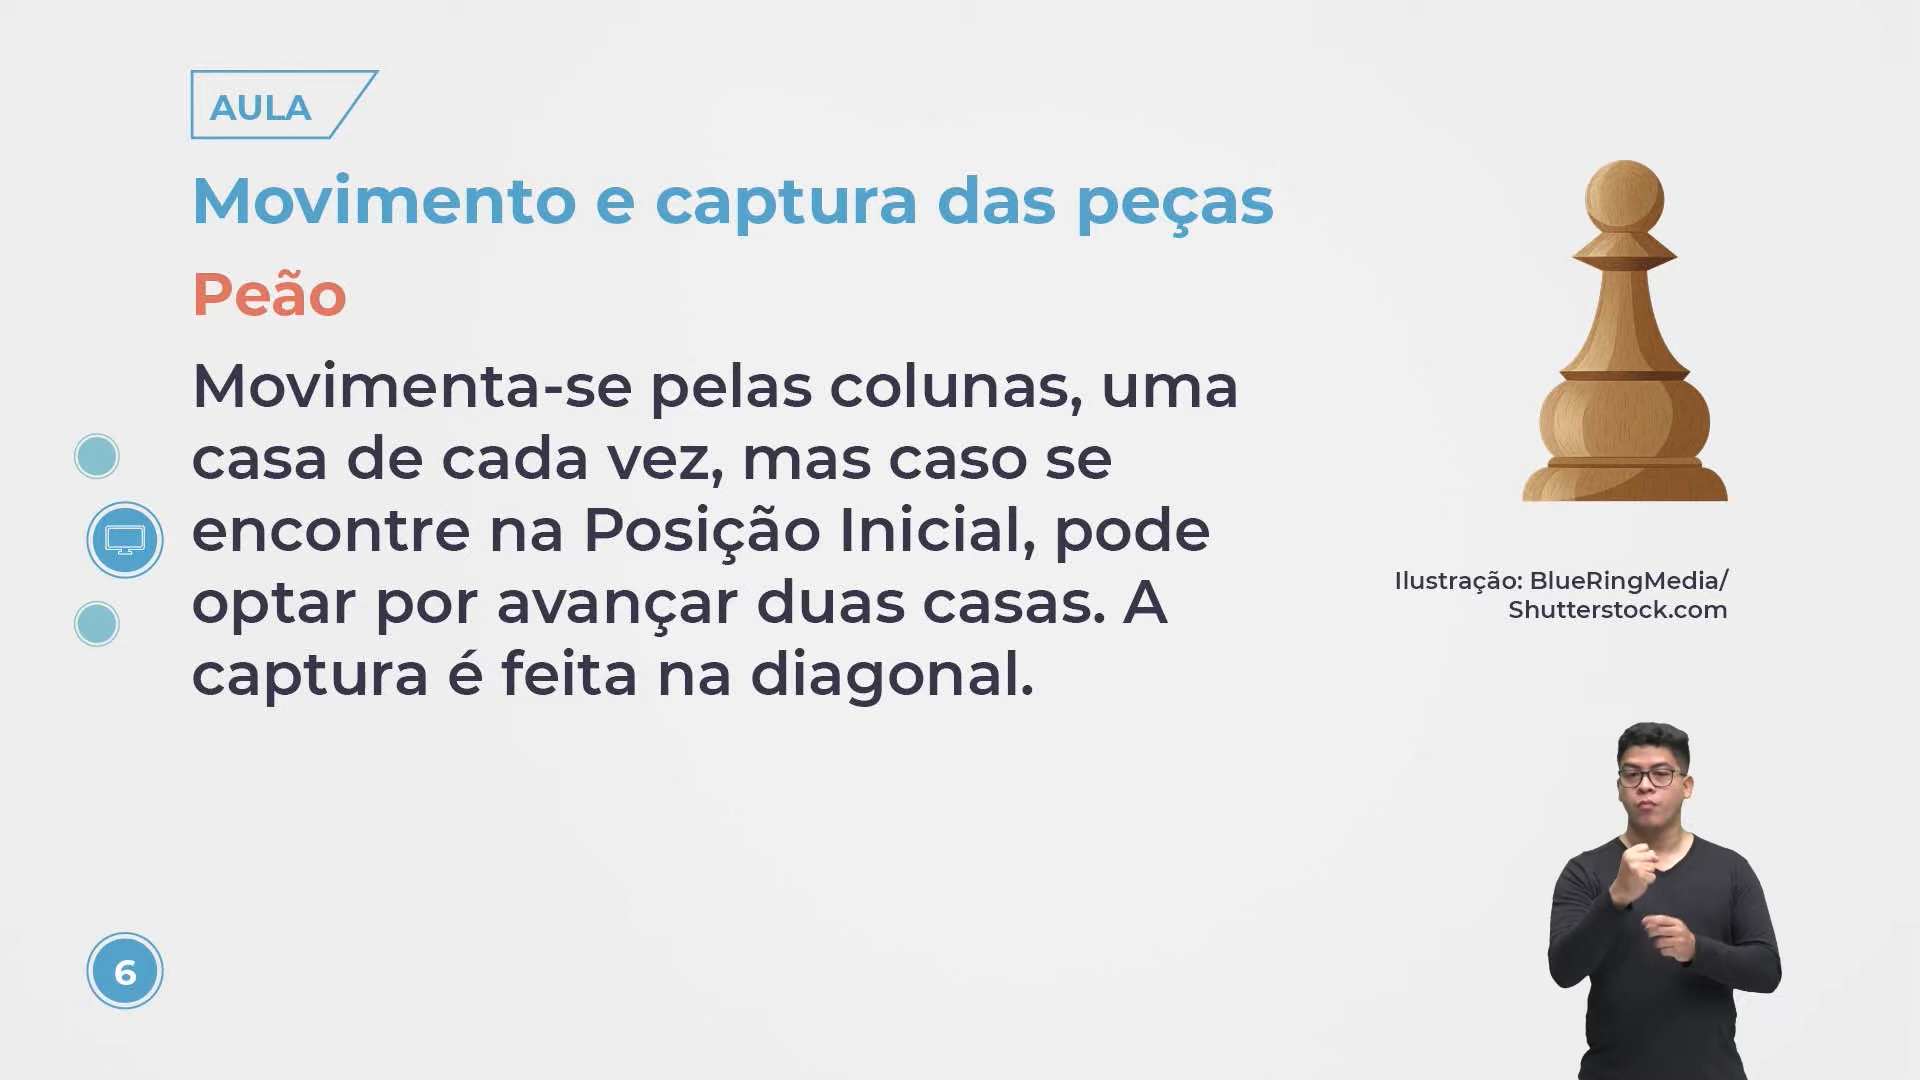 AULA
Movimento e captura das peças
Peão
Movimenta-se pelas colunas, uma
casa de cada vez, mas caso se
encontre na Posição Inicial, pode
optar por avançar duas casas. A
captura é feita na diagonal.
Ilustração: BlueRingMedia/
Shutterstock.com
6